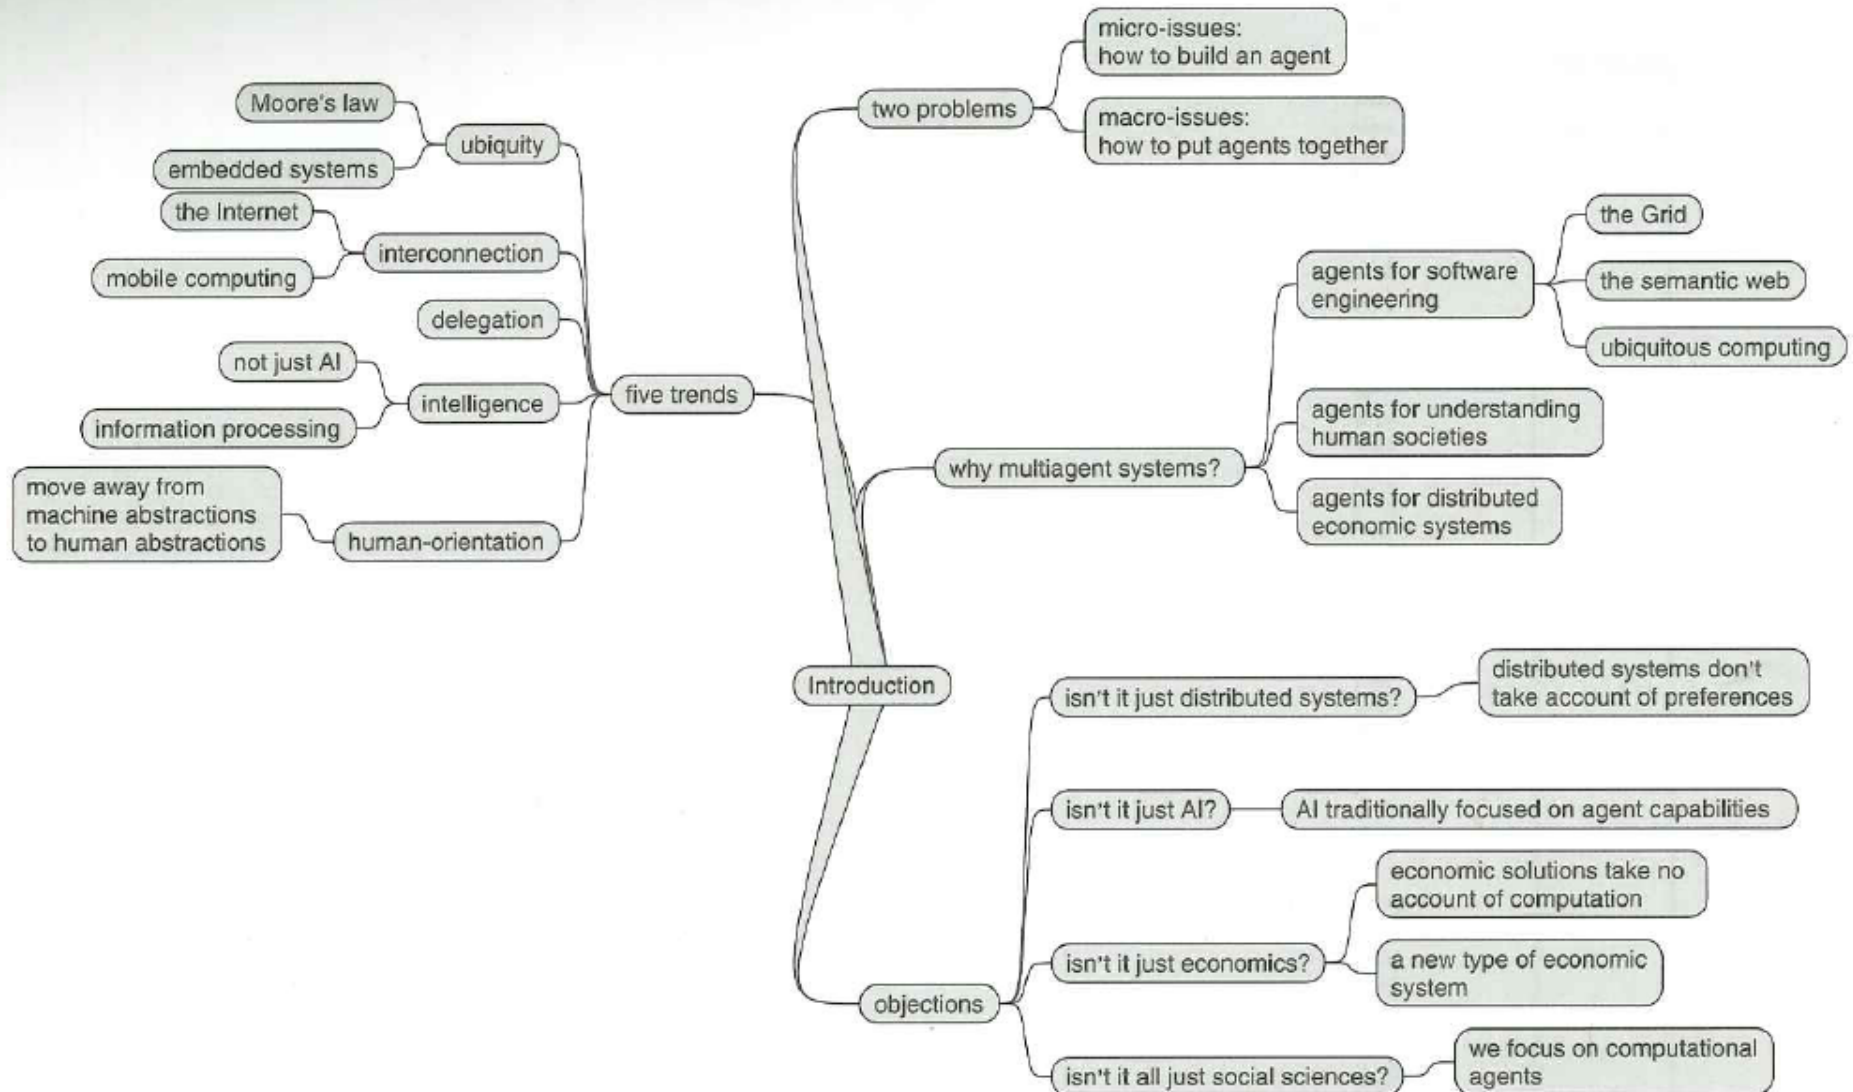 micro-issues:
how to build an agent
two problems
macro-issues:
how to put agents together
Moore's law
ubiquity
embedded systems
the Internet
interconnection
mobile computing
delegation
not just AI
intelligence
information processing
five trends
move away from
machine abstractions
to human abstractions
human-orientation
the Grid
agents for software
engineering
the semantic web
ubiquitous computing
agents for understanding
human societies
why multiagent systems?
agents for distributed
economic systems
Introduction
isn't it just distributed systems?
distributed systems don't
take account of preferences
isn't it just AI?
AI traditionally focused on agent capabilities
economic solutions take no
account of computation
isn't it just economics?
a new type of economic
system
objections
isn't it all just social sciences?
we focus on computational
agents